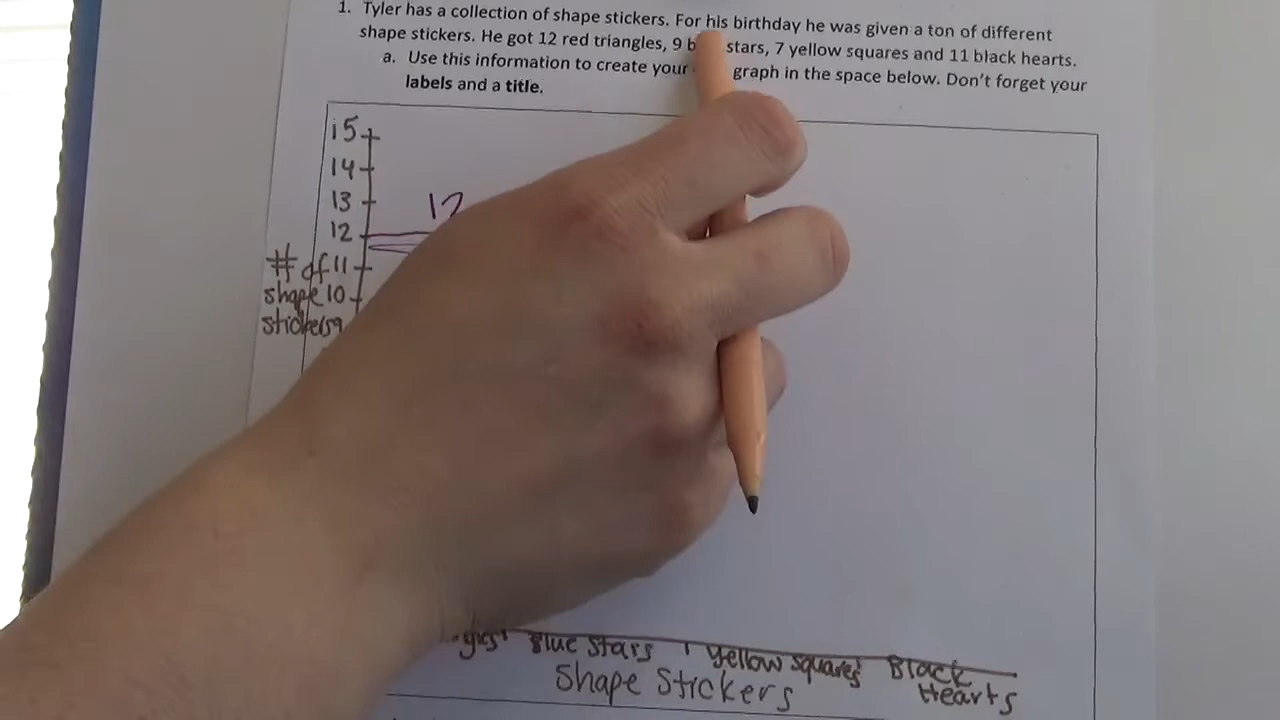 1. Tyler has a collection of shape stickers. For his birthday he was given a ton of different
shape stickers. He got 12 red triangles, 9 stars, 7 yellow squares and 11 black hearts.
a. Use this information to create your graph in the space below. Don't forget your
labels and a title.
15
14
13
12
12
# of 11
shape 10
stickers 9
Blue Stars Yellow Squares Black
Hearts
Shape Stickers